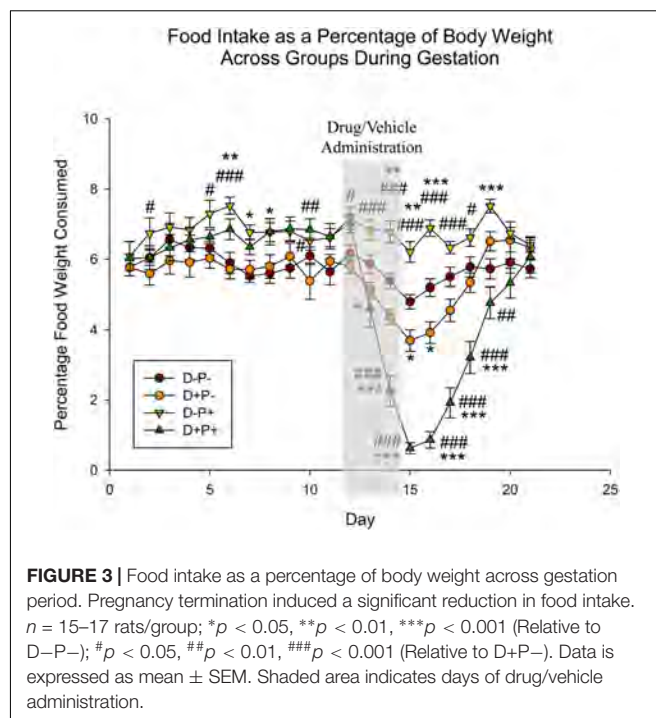 Food Intake as a Percentage of Body Weight
Across Groups During Gestation
Drug/Vehicle
Administration
Percentage Food Weight Consumed
10
8
6
4
2
0
**
###
#
#
*
*
##
#
#
###
**
###
**
###
***
###
###
#
***
*
*
*
##
###
***
###
***
###
***
###
***
###
***
D-P-
D+P-
D-P+
D+P+
0
5
10
15
20
25
Day
FIGURE 3 | Food intake as a percentage of body weight across gestation
period. Pregnancy termination induced a significant reduction in food intake.
n = 15–17 rats/group; *p < 0.05, **p < 0.01, ***p < 0.001 (Relative to
D−P−); #p < 0.05, ##p < 0.01, ###p < 0.001 (Relative to D+P−). Data is
expressed as mean ± SEM. Shaded area indicates days of drug/vehicle
administration.